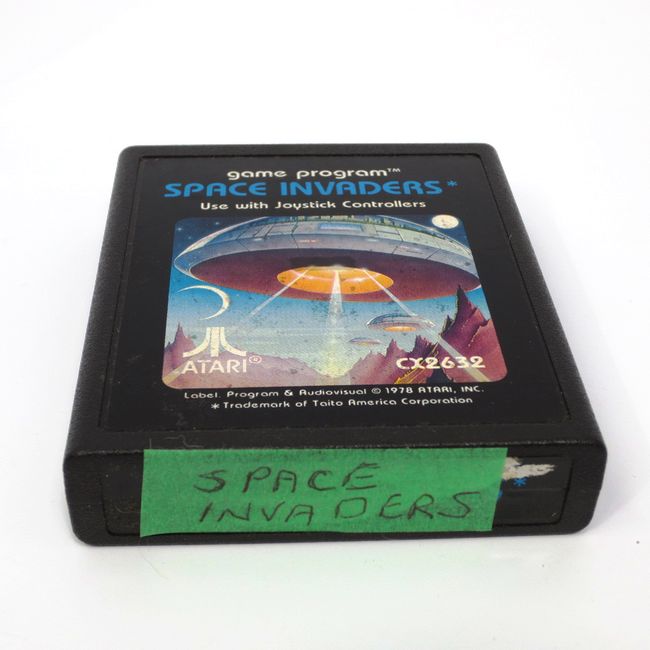 game program™
SPACE INVADERS*
Use with Joystick Controllers
ATARI®
CX2632
Label, Program & Audiovisual © 1978 ATARI, INC.
*Trademark of Taito America Corporation
SPACE
INVADERS
*